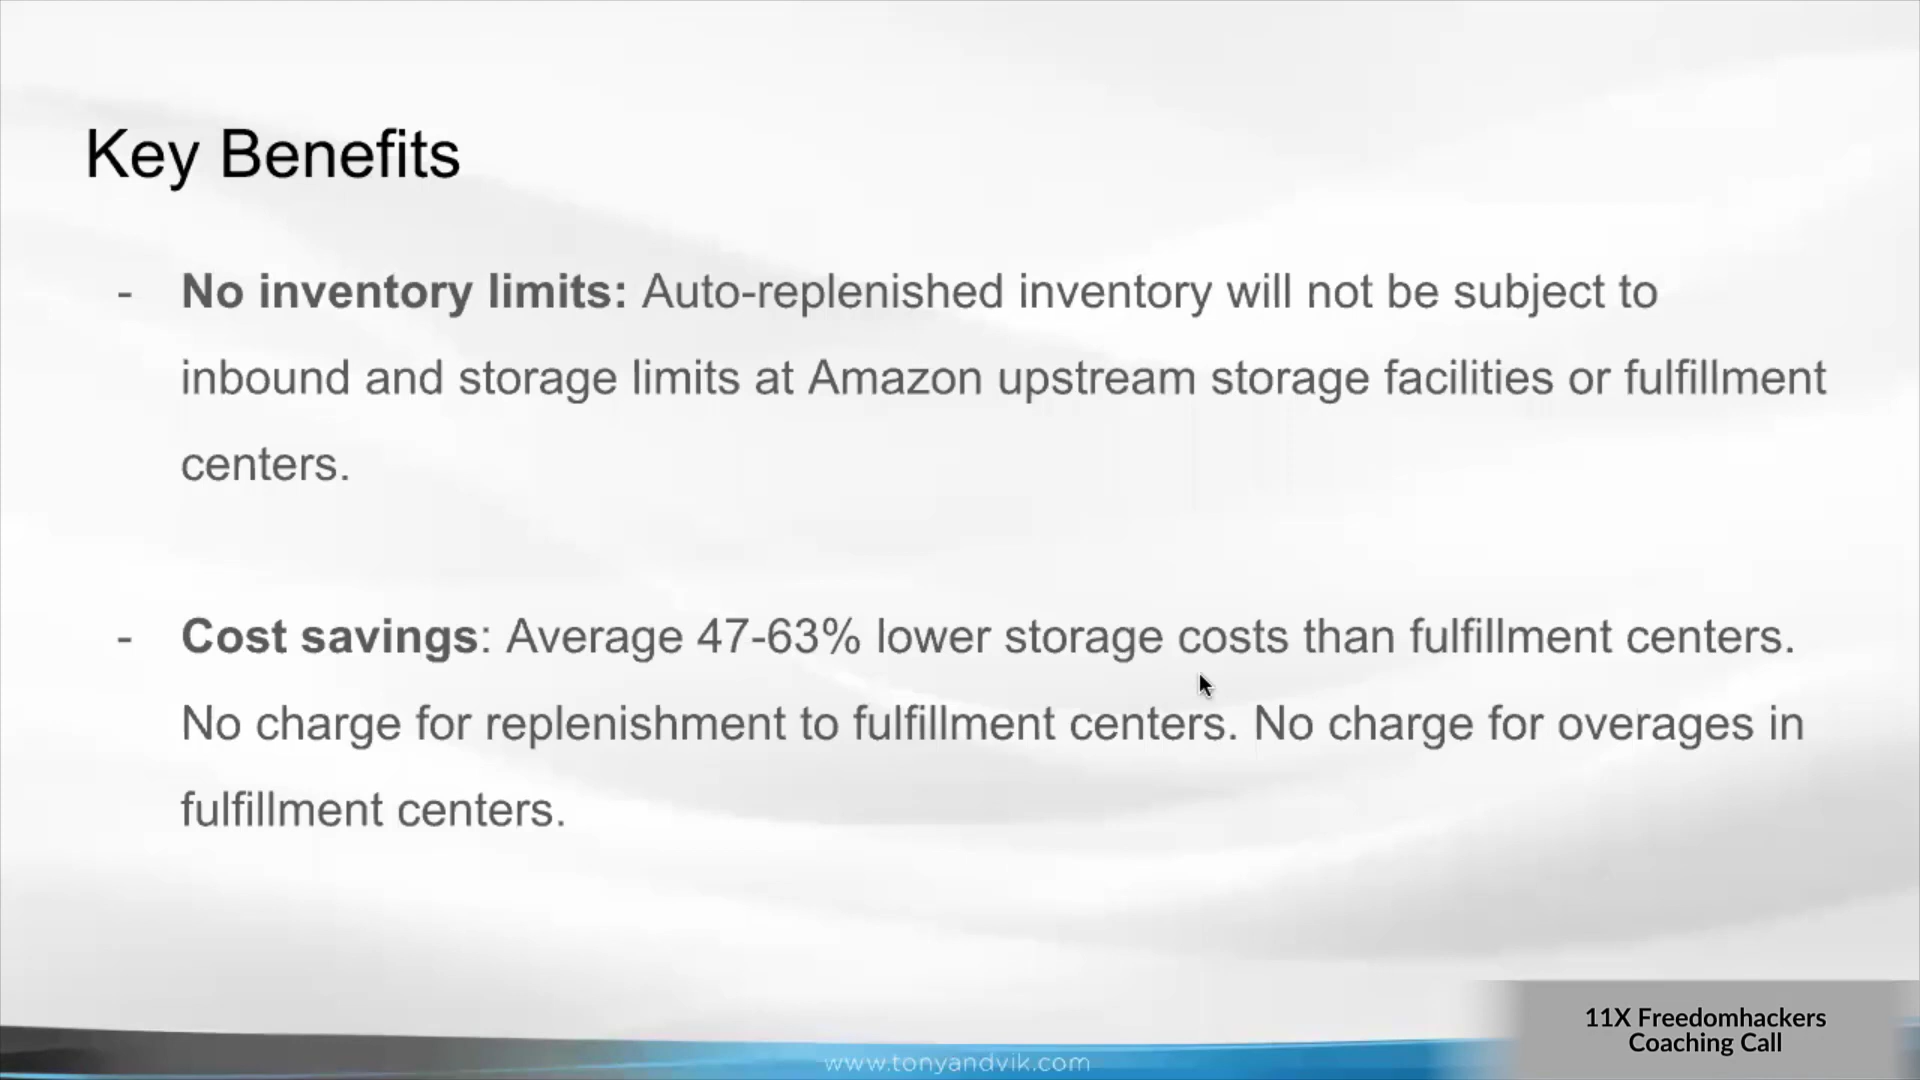 Key Benefits
- No inventory limits: Auto-replenished inventory will not be subject to
inbound and storage limits at Amazon upstream storage facilities or fulfillment
centers.
- Cost savings: Average 47-63% lower storage costs than fulfillment centers.
No charge for replenishment to fulfillment centers. No charge for overages in
fulfillment centers.
11X Freedomhackers
Coaching Call
www.tonyandvik.com